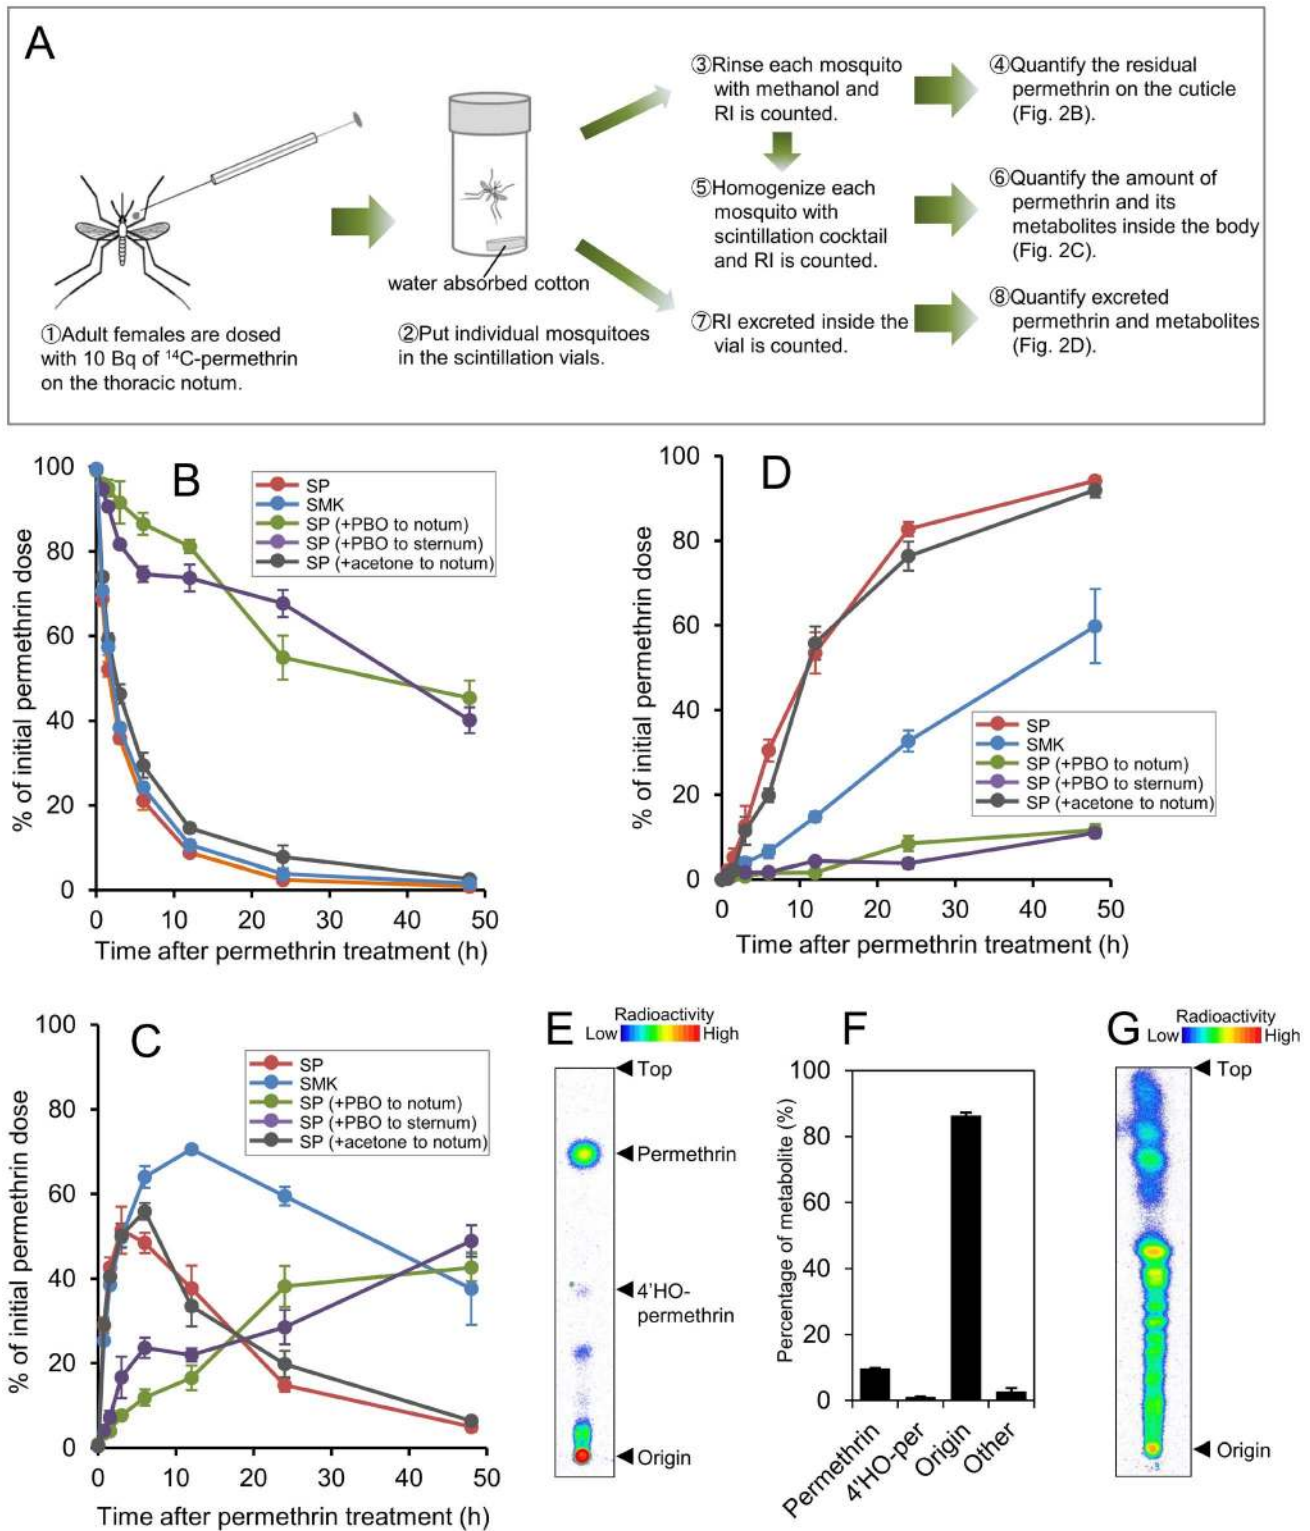 A
③Rinse each mosquito
with methanol and
RI is counted.
④Quantify the residual
permethrin on the cuticle
(Fig. 2B).
⑤Homogenize each
mosquito with
scintillation cocktail
and RI is counted.
⑥Quantify the amount of
permethrin and its
metabolites inside the body
(Fig. 2C).
water absorbed cotton
①Adult females are dosed
with 10 Bq of ¹⁴C-permethrin
on the thoracic notum.
②Put individual mosquitoes
in the scintillation vials.
⑦RI excreted inside the
vial is counted.
⑧Quantify excreted
permethrin and metabolites
(Fig. 2D).
B
% of initial permethrin dose
100
80
60
40
20
0
SP
SMK
SP (+PBO to notum)
SP (+PBO to sternum)
SP (+acetone to notum)
0 10 20 30 40 50
Time after permethrin treatment (h)
D
% of initial permethrin dose
100
80
60
40
20
0
SP
SMK
SP (+PBO to notum)
SP (+PBO to sternum)
SP (+acetone to notum)
0 10 20 30 40 50
Time after permethrin treatment (h)
C
% of initial permethrin dose
100
80
60
40
20
0
SP
SMK
SP (+PBO to notum)
SP (+PBO to sternum)
SP (+acetone to notum)
0 10 20 30 40 50
Time after permethrin treatment (h)
E
Radioactivity
Low High
Top
Permethrin
4'HO-
permethrin
Origin
F
Percentage of metabolite (%)
100
80
60
40
20
0
Permethrin
4'HO-per
Origin
Other
G
Radioactivity
Low High
Top
Origin